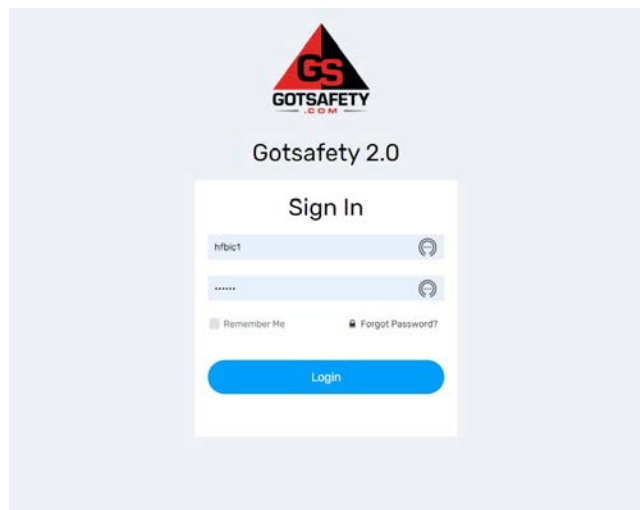 GS
GOTSAFETY
.COM
Gotsafety 2.0
Sign In
hfbic1
••••••
Remember Me
Forgot Password?
Login